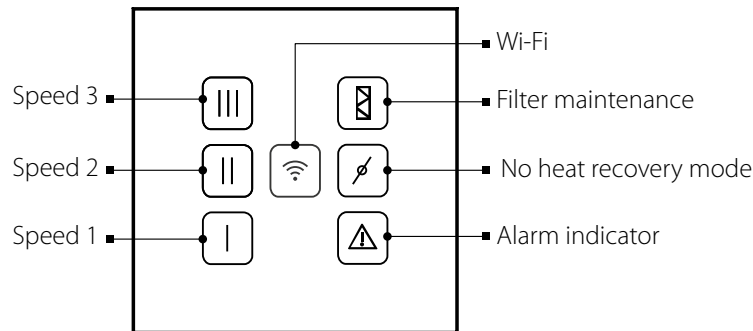 Wi-Fi
Speed 3
Filter maintenance
Speed 2
No heat recovery mode
Speed 1
Alarm indicator